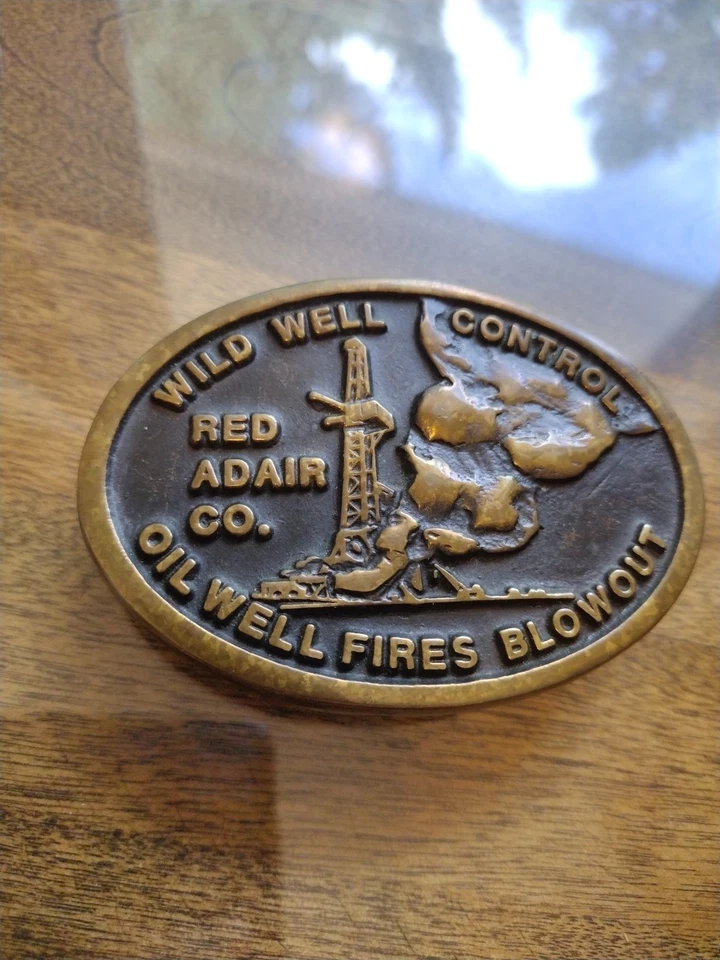 WILD WELL CONTROL
RED
ADAIR
CO.
OIL WELL FIRES BLOWOUT